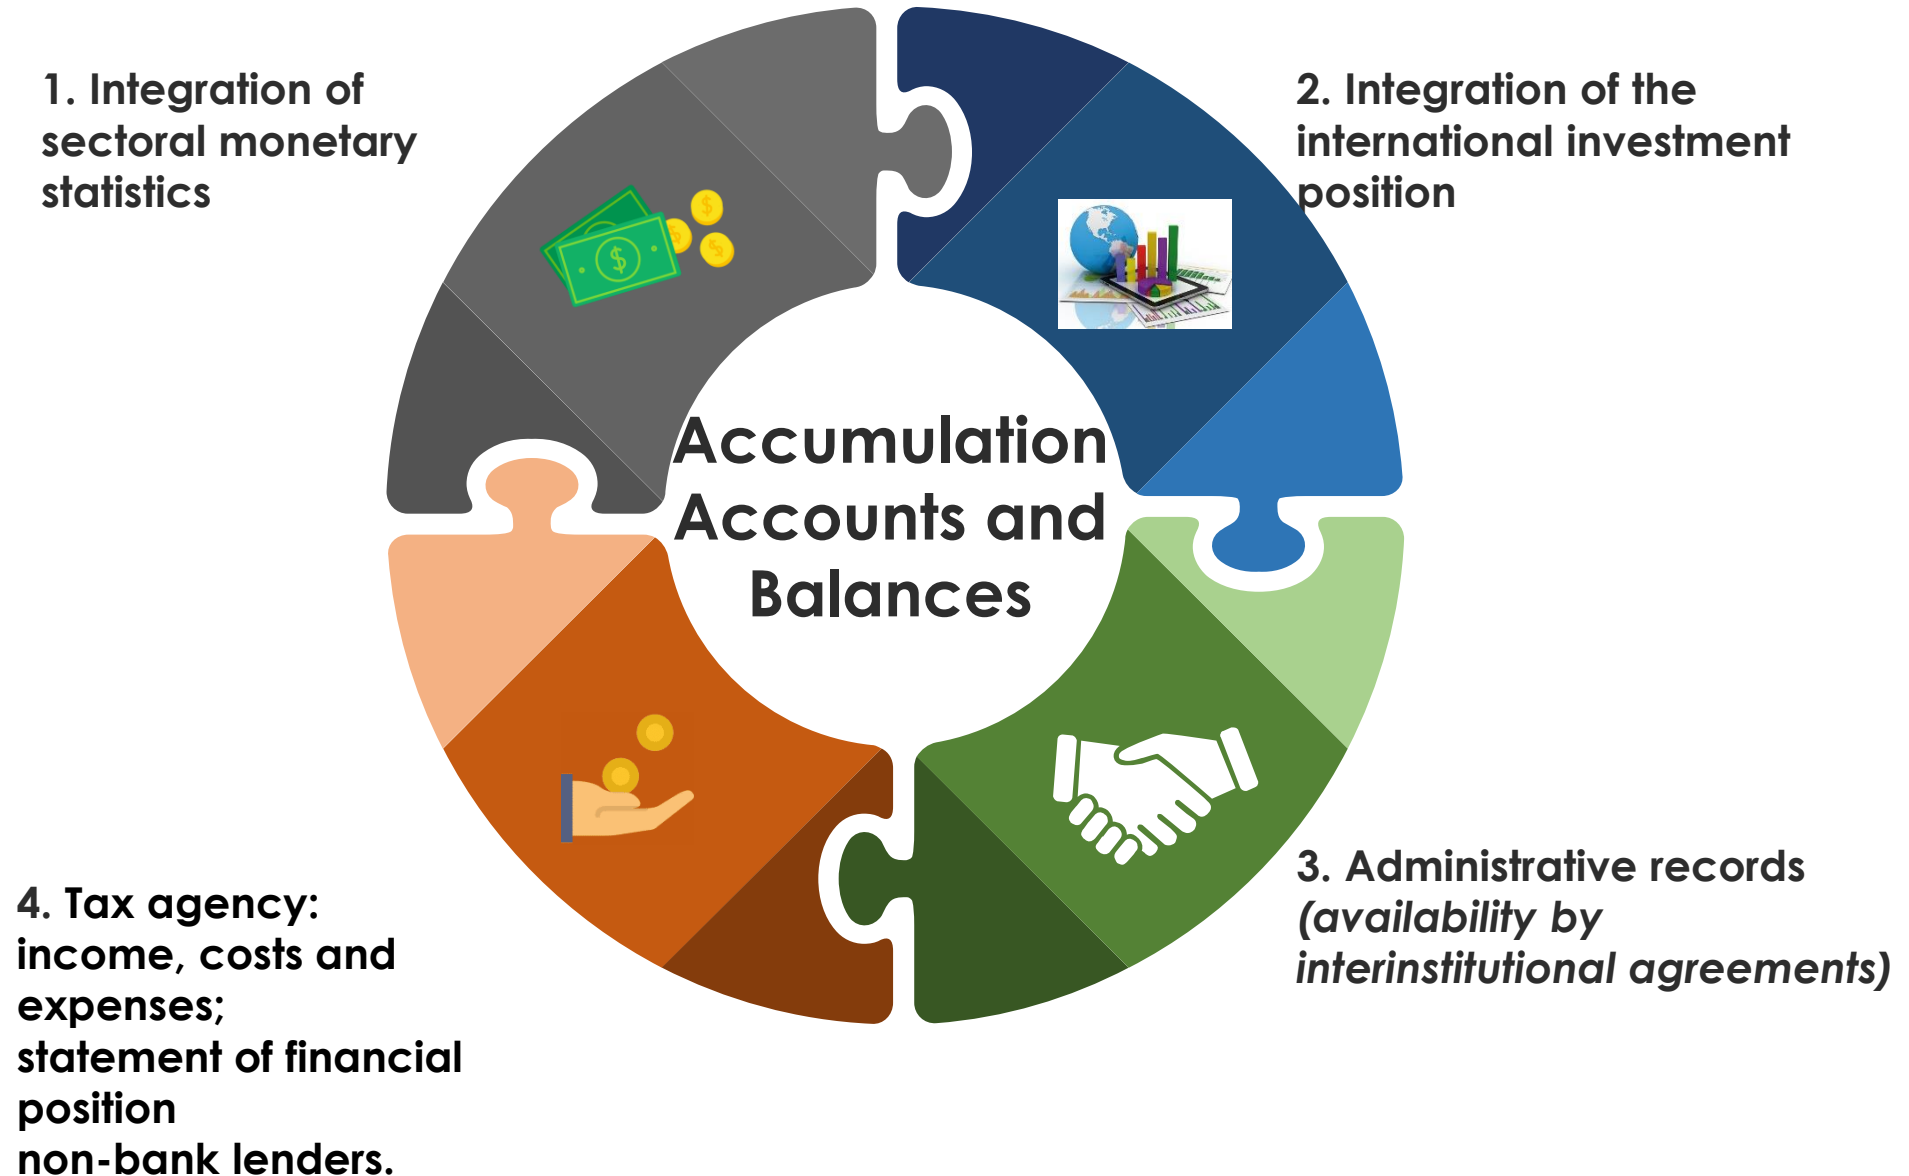 1. Integration of
sectoral monetary
statistics
2. Integration of the
international investment
position
Accumulation
Accounts and
Balances
3. Administrative records
(availability by
interinstitutional agreements)
4. Tax agency:
income, costs and
expenses;
statement of financial
position
non-bank lenders.